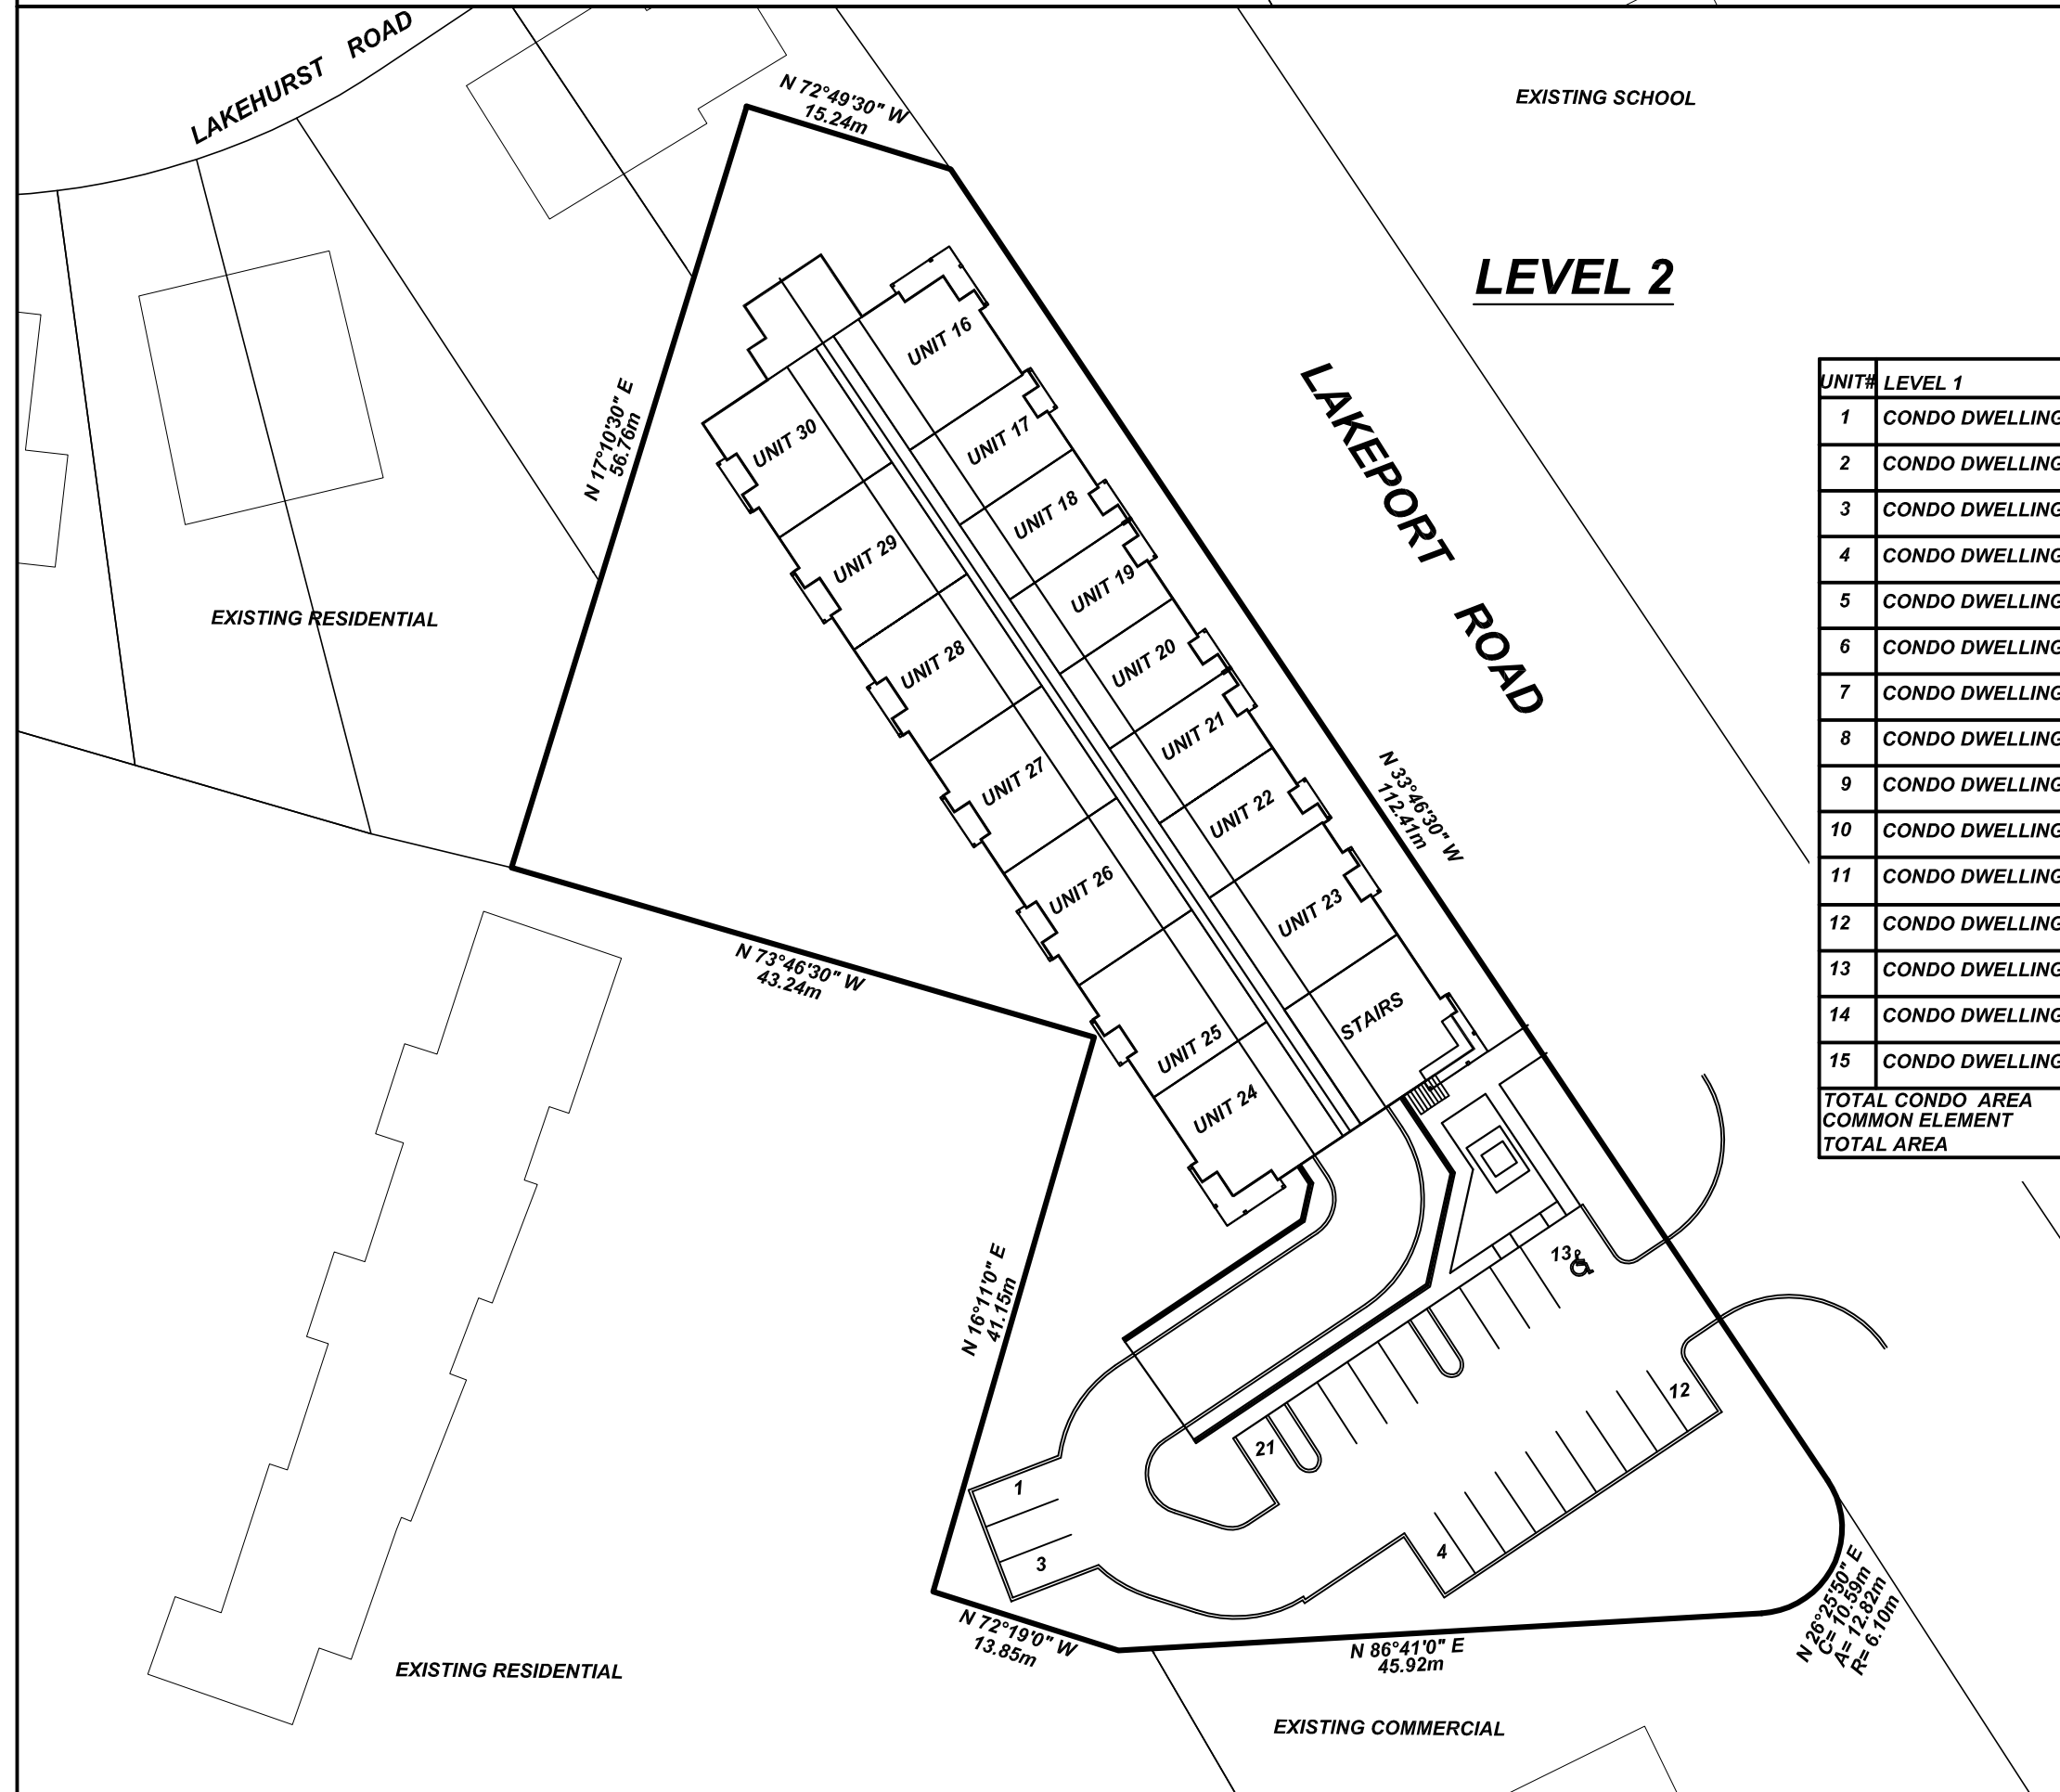 LAKEHURST ROAD
N 72°49'30" W
15.24m
EXISTING SCHOOL
LEVEL 2
N 17°10'30" E
56.76m
EXISTING RESIDENTIAL
UNIT 16
UNIT 17
UNIT 18
UNIT 19
UNIT 20
UNIT 21
UNIT 22
UNIT 23
STAIRS
UNIT 30
UNIT 29
UNIT 28
UNIT 27
UNIT 26
UNIT 25
UNIT 24
LAKEPORT ROAD
N 33°46'30" W
112.41m
N 73°46'30" W
43.24m
N 16°11'0" E
41.15m
13
12
21
1
3
4
N 72°19'0" W
13.85m
N 86°41'0" E
45.92m
N 26°25'50" E
C= 10.59m
A= 12.82m
R= 6.10m
EXISTING RESIDENTIAL
EXISTING COMMERCIAL
UNIT# LEVEL 1
1 CONDO DWELLING
2 CONDO DWELLING
3 CONDO DWELLING
4 CONDO DWELLING
5 CONDO DWELLING
6 CONDO DWELLING
7 CONDO DWELLING
8 CONDO DWELLING
9 CONDO DWELLING
10 CONDO DWELLING
11 CONDO DWELLING
12 CONDO DWELLING
13 CONDO DWELLING
14 CONDO DWELLING
15 CONDO DWELLING
TOTAL CONDO AREA
COMMON ELEMENT
TOTAL AREA